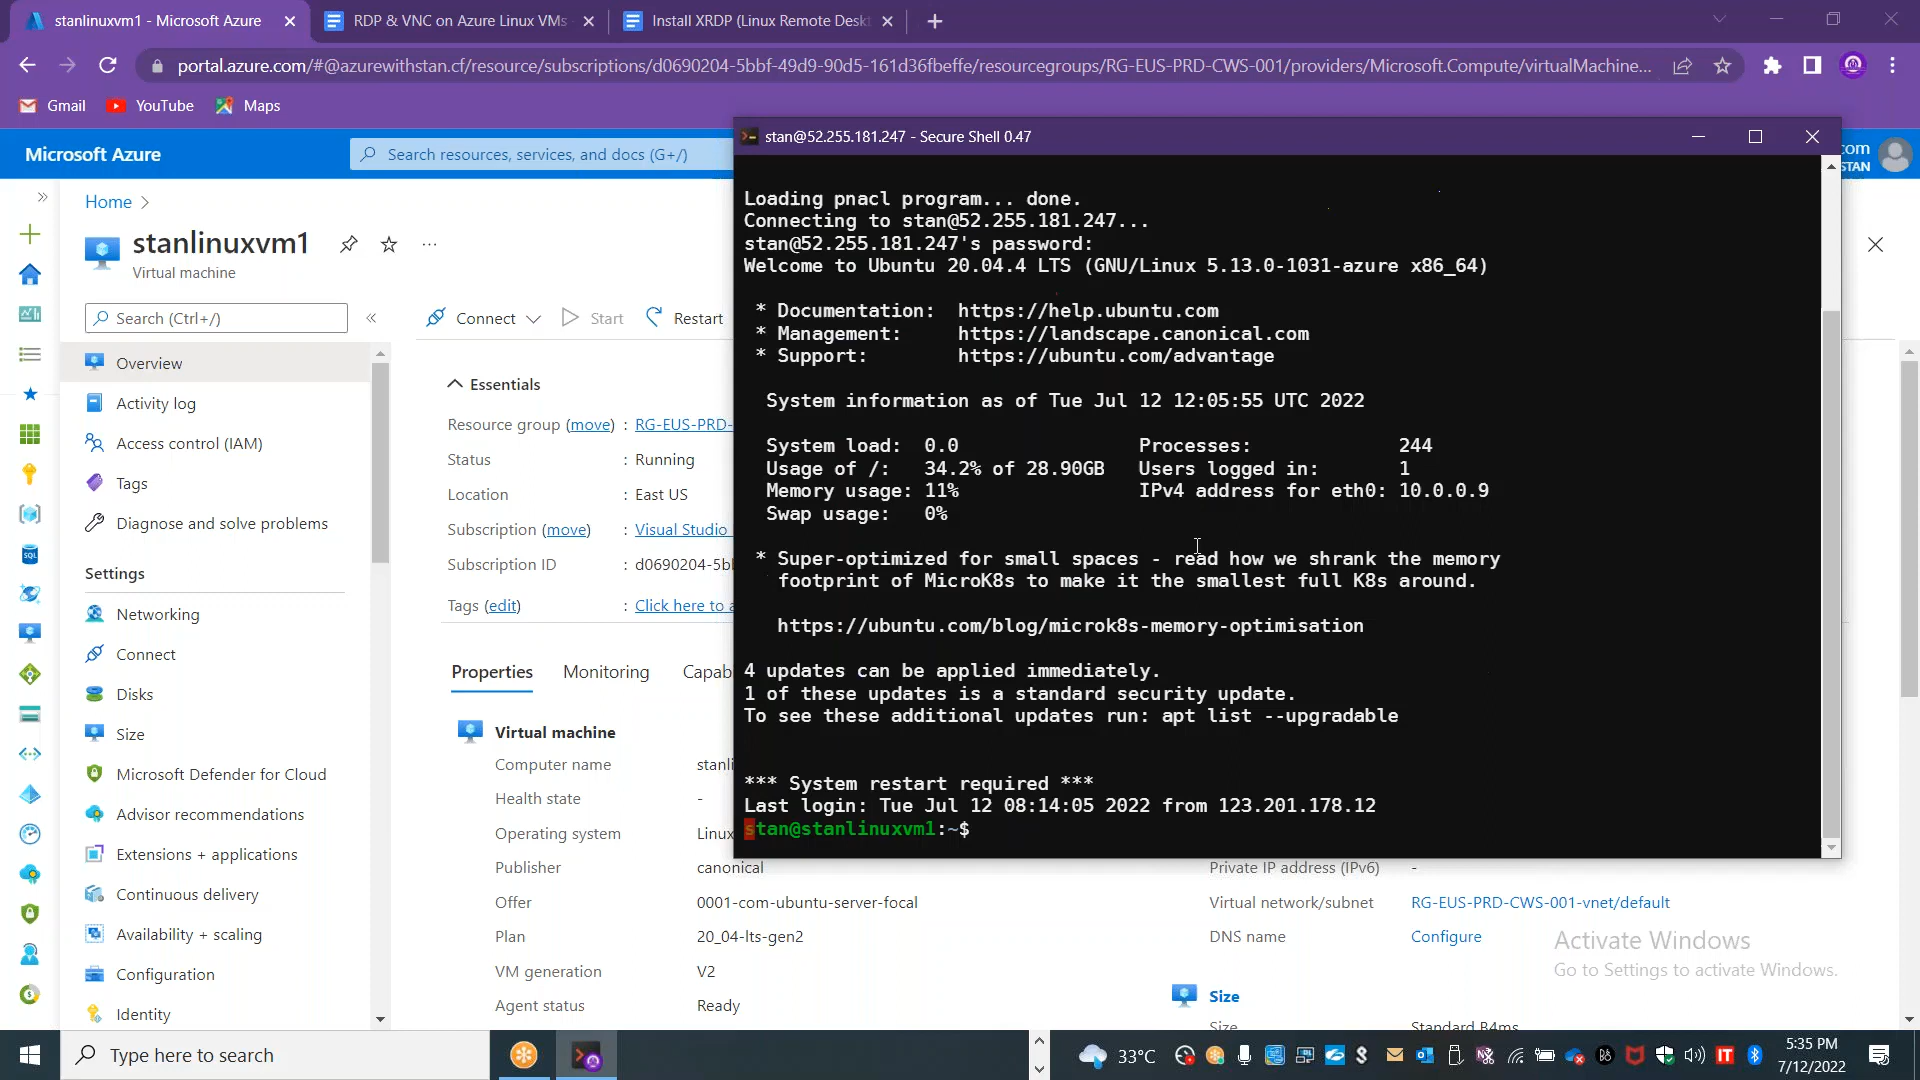 stanlinuxvm1 - Microsoft Azure
RDP & VNC on Azure Linux VMs
Install XRDP (Linux Remote Deskt
portal.azure.com/#@azurewithstan.cf/resource/subscriptions/d0690204-5bbf-49d9-90d5-161d36fbeffe/resourcegroups/RG-EUS-PRD-CWS-001/providers/Microsoft.Compute/virtualMachine...
Gmail
YouTube
Maps
stan@52.255.181.247 - Secure Shell 0.47
Microsoft Azure
Search resources, services, and docs (G+/)
com
STAN
Home
stanlinuxvm1
Virtual machine
Search (Ctrl+/)
Overview
Activity log
Access control (IAM)
Tags
Diagnose and solve problems
Settings
Networking
Connect
Disks
Size
Microsoft Defender for Cloud
Advisor recommendations
Extensions + applications
Continuous delivery
Availability + scaling
Configuration
Identity
Connect
Start
Restart
Essentials
Resource group (move) : RG-EUS-PRD-
Status : Running
Location : East US
Subscription (move) : Visual Studio
Subscription ID : d0690204-5b
Tags (edit) : Click here to a
Properties
Monitoring
Capab
Virtual machine
Computer name stanli
Health state -
Operating system Linux
Publisher canonical
Offer 0001-com-ubuntu-server-focal
Plan 20_04-lts-gen2
VM generation V2
Agent status Ready
Loading pnacl program... done.
Connecting to stan@52.255.181.247...
stan@52.255.181.247's password:
Welcome to Ubuntu 20.04.4 LTS (GNU/Linux 5.13.0-1031-azure x86_64)
* Documentation: https://help.ubuntu.com
* Management: https://landscape.canonical.com
* Support: https://ubuntu.com/advantage
System information as of Tue Jul 12 12:05:55 UTC 2022
System load: 0.0 Processes: 244
Usage of /: 34.2% of 28.90GB Users logged in: 1
Memory usage: 11% IPv4 address for eth0: 10.0.0.9
Swap usage: 0%
* Super-optimized for small spaces - read how we shrank the memory
footprint of MicroK8s to make it the smallest full K8s around.
https://ubuntu.com/blog/microk8s-memory-optimisation
4 updates can be applied immediately.
1 of these updates is a standard security update.
To see these additional updates run: apt list --upgradable
*** System restart required ***
Last login: Tue Jul 12 08:14:05 2022 from 123.201.178.12
stan@stanlinuxvm1:~$
Private IP address (IPv6) -
Virtual network/subnet RG-EUS-PRD-CWS-001-vnet/default
DNS name Configure
Size
Size Standard B4ms
Activate Windows
Go to Settings to activate Windows.
Type here to search
33°C
5:35 PM
7/12/2022